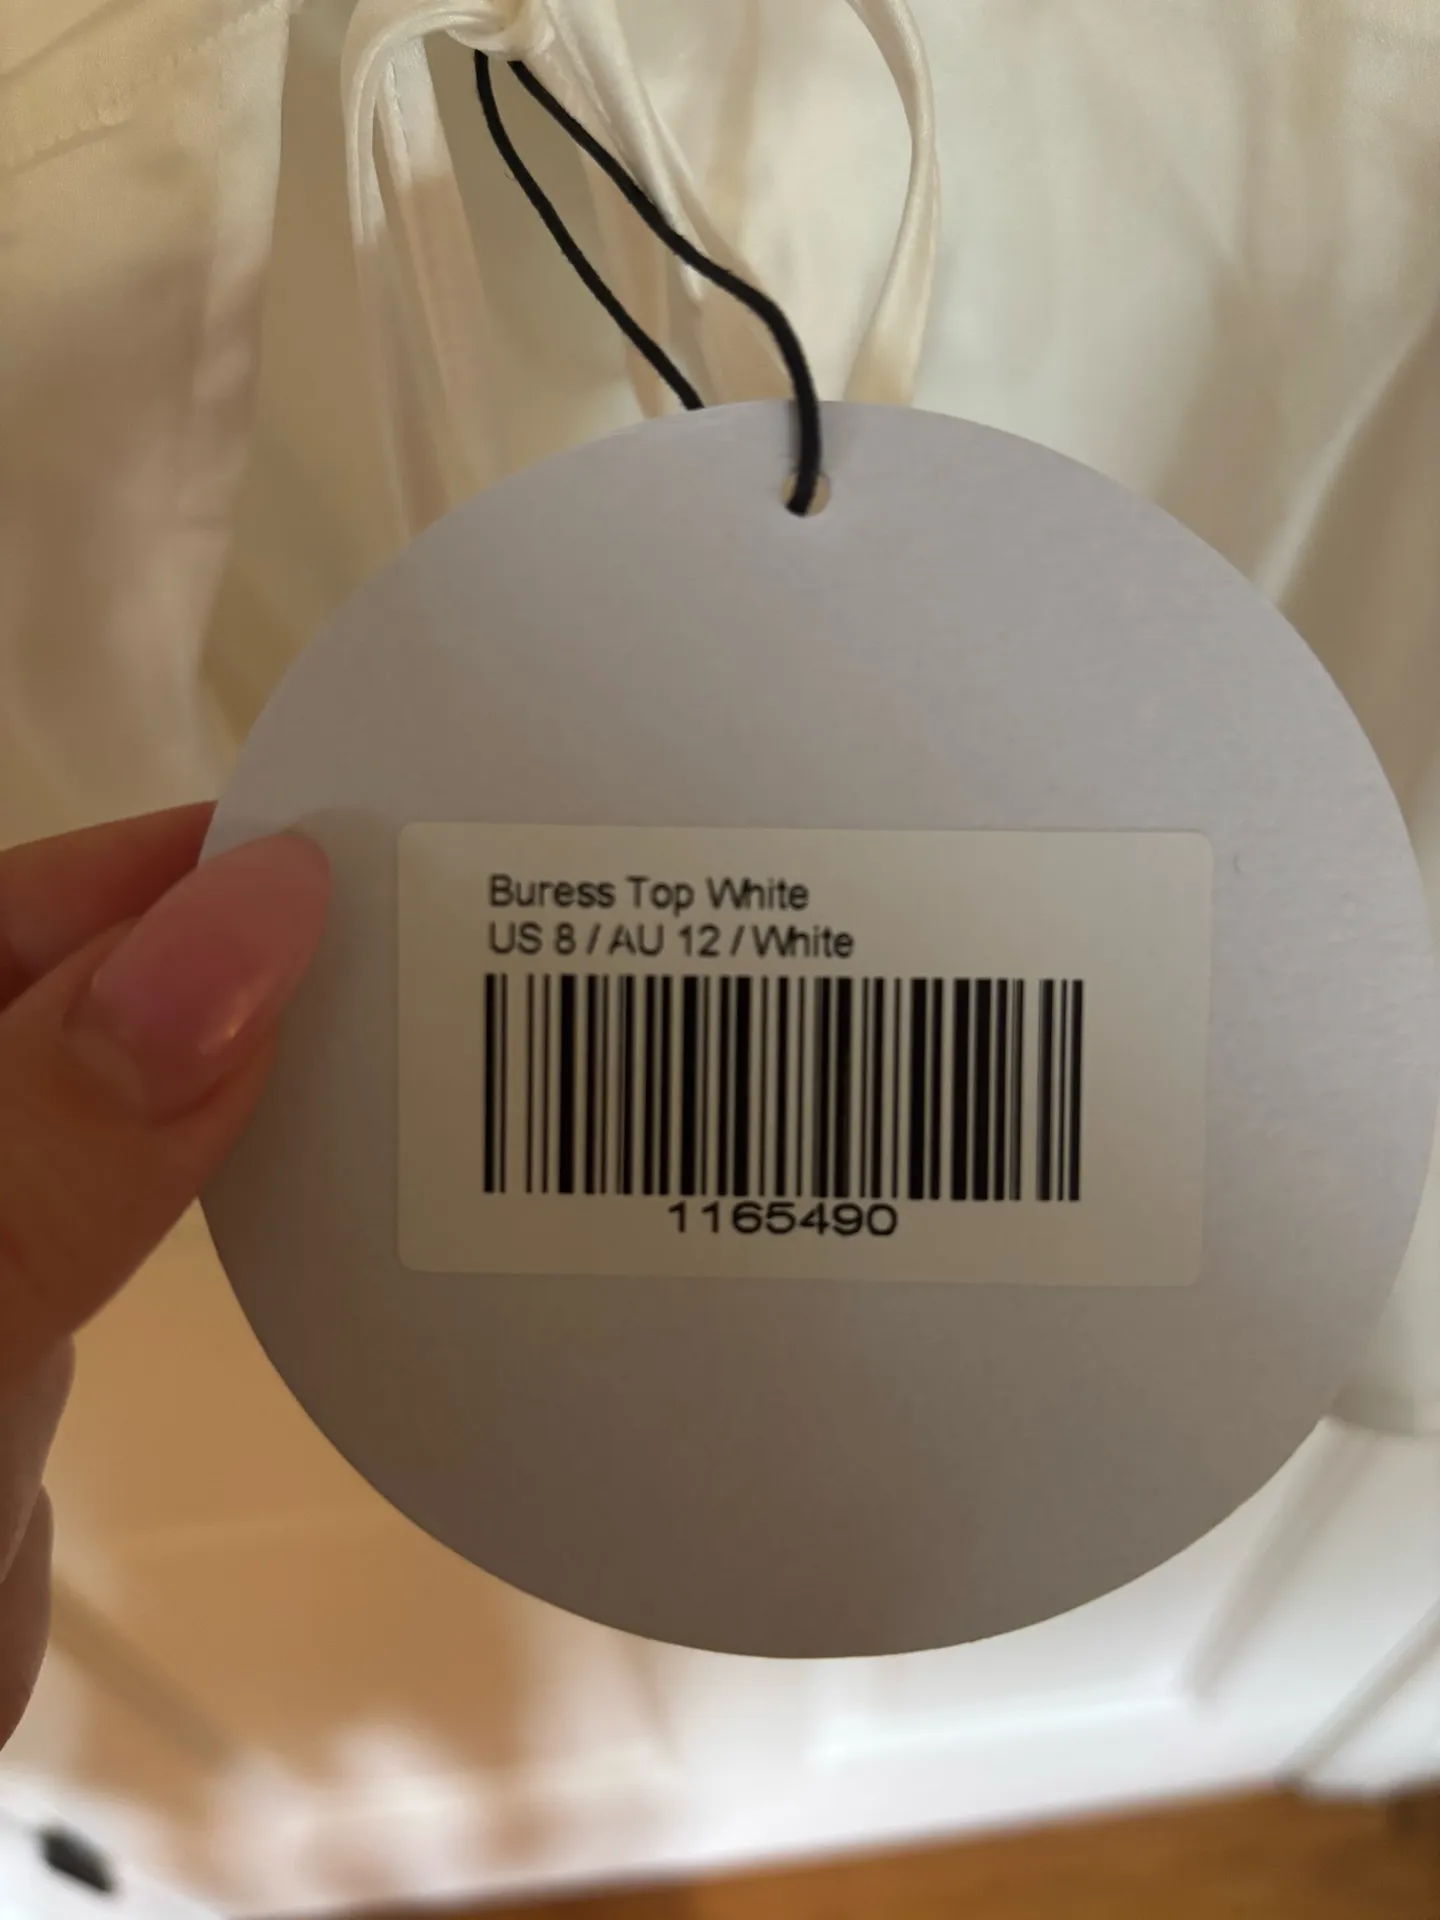 Buress Top White
US 8 / AU 12 / White
1165490